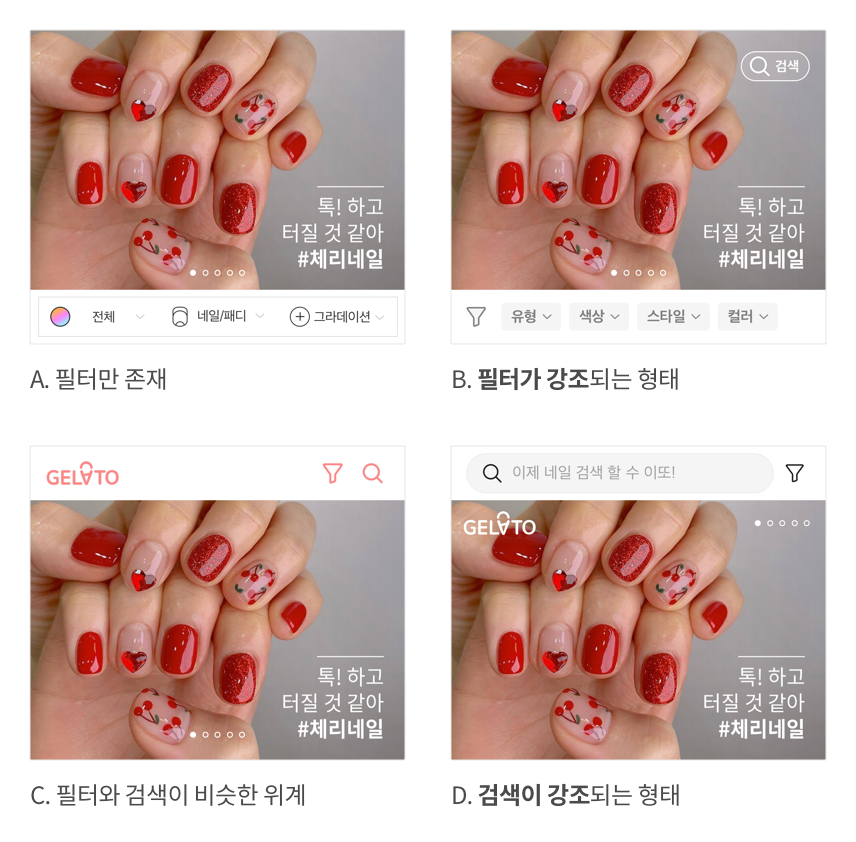 톡! 하고
터질 것 같아
#체리네일
전체
네일/패디
그라데이션
A. 필터만 존재
검색
톡! 하고
터질 것 같아
#체리네일
유형
색상
스타일
컬러
B. 필터가 강조되는 형태
GELATO
톡! 하고
터질 것 같아
#체리네일
C. 필터와 검색이 비슷한 위계
이제 네일 검색 할 수 이또!
GELATO
톡! 하고
터질 것 같아
#체리네일
D. 검색이 강조되는 형태